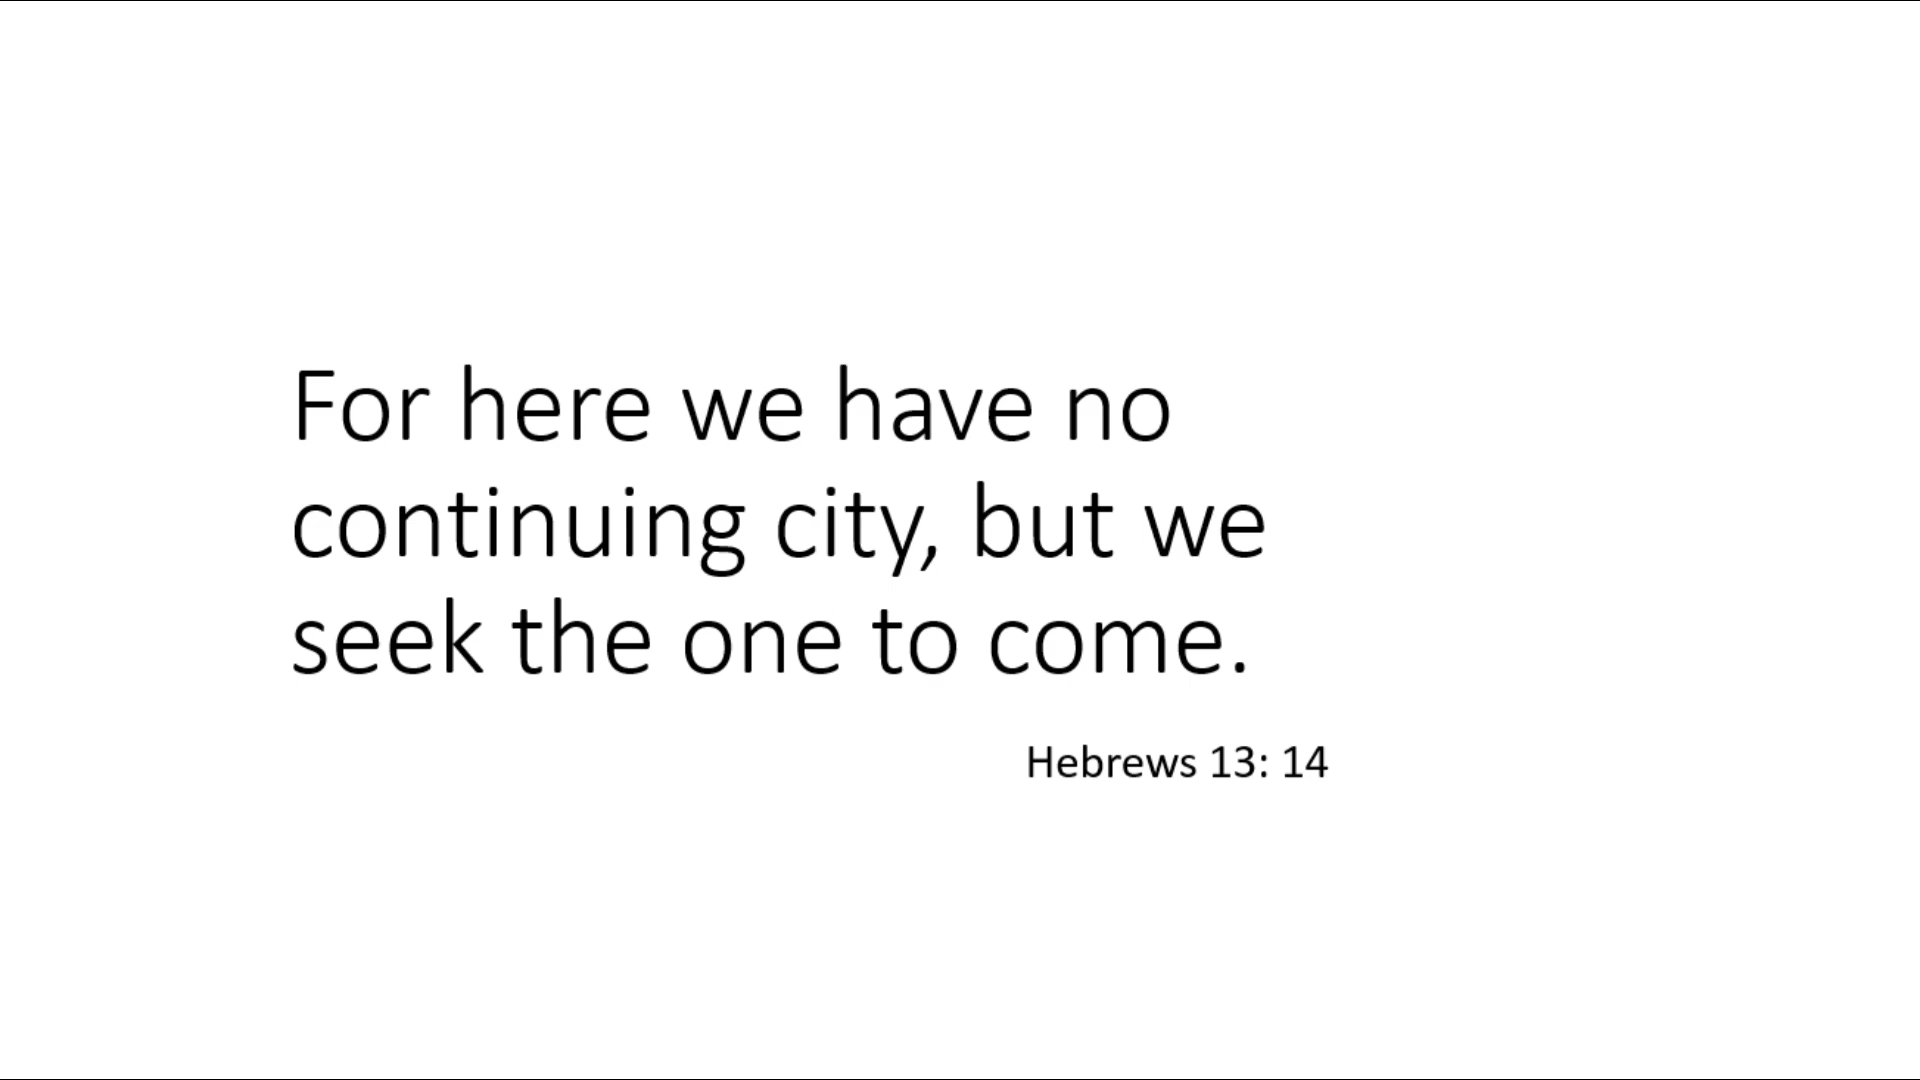 For here we have no
continuing city, but we
seek the one to come.
Hebrews 13: 14